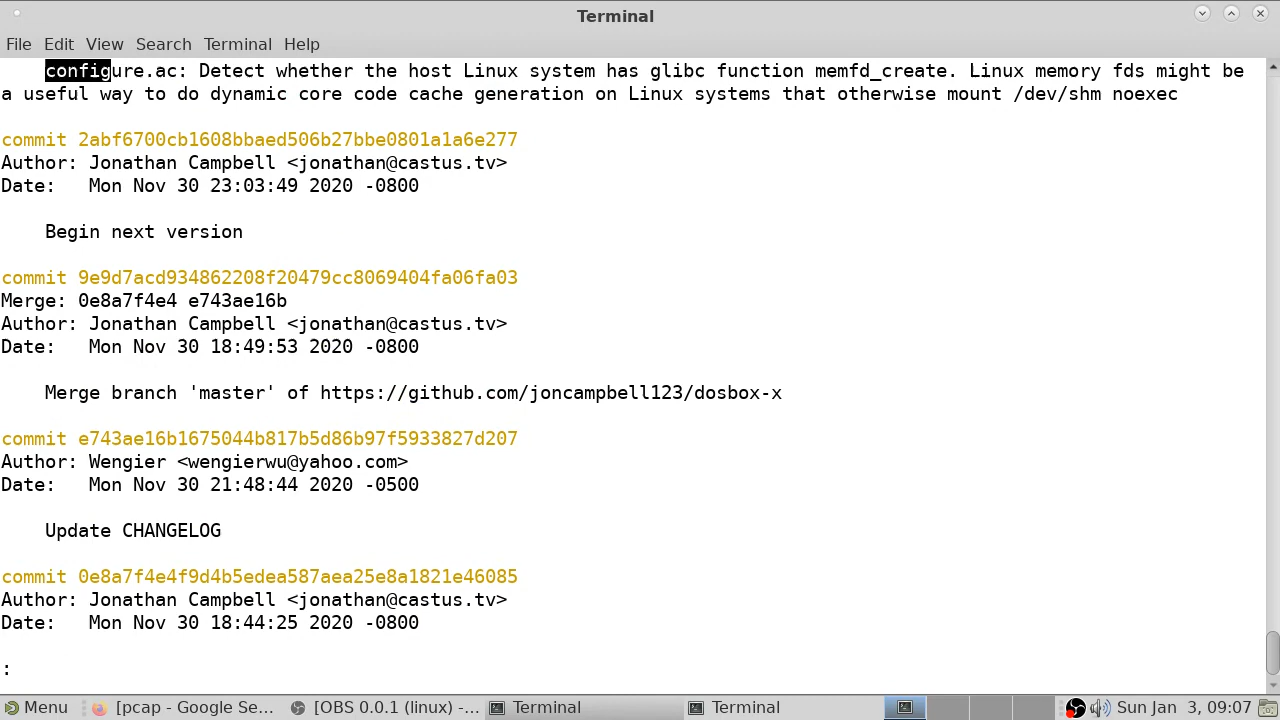 Terminal
File Edit View Search Terminal Help
configure.ac: Detect whether the host Linux system has glibc function memfd_create. Linux memory fds might be
a useful way to do dynamic core code cache generation on Linux systems that otherwise mount /dev/shm noexec
commit 2abf6700cb1608bbaed506b27bbe0801a1a6e277
Author: Jonathan Campbell <jonathan@castus.tv>
Date:   Mon Nov 30 23:03:49 2020 -0800
Begin next version
commit 9e9d7acd934862208f20479cc8069404fa06fa03
Merge: 0e8a7f4e4 e743ae16b
Author: Jonathan Campbell <jonathan@castus.tv>
Date:   Mon Nov 30 18:49:53 2020 -0800
Merge branch 'master' of https://github.com/joncampbell123/dosbox-x
commit e743ae16b1675044b817b5d86b97f5933827d207
Author: Wengier <wengierwu@yahoo.com>
Date:   Mon Nov 30 21:48:44 2020 -0500
Update CHANGELOG
commit 0e8a7f4e4f9d4b5edea587aea25e8a1821e46085
Author: Jonathan Campbell <jonathan@castus.tv>
Date:   Mon Nov 30 18:44:25 2020 -0800
:
Menu [pcap - Google Se... [OBS 0.0.1 (linux) -... Terminal Terminal Sun Jan  3, 09:07